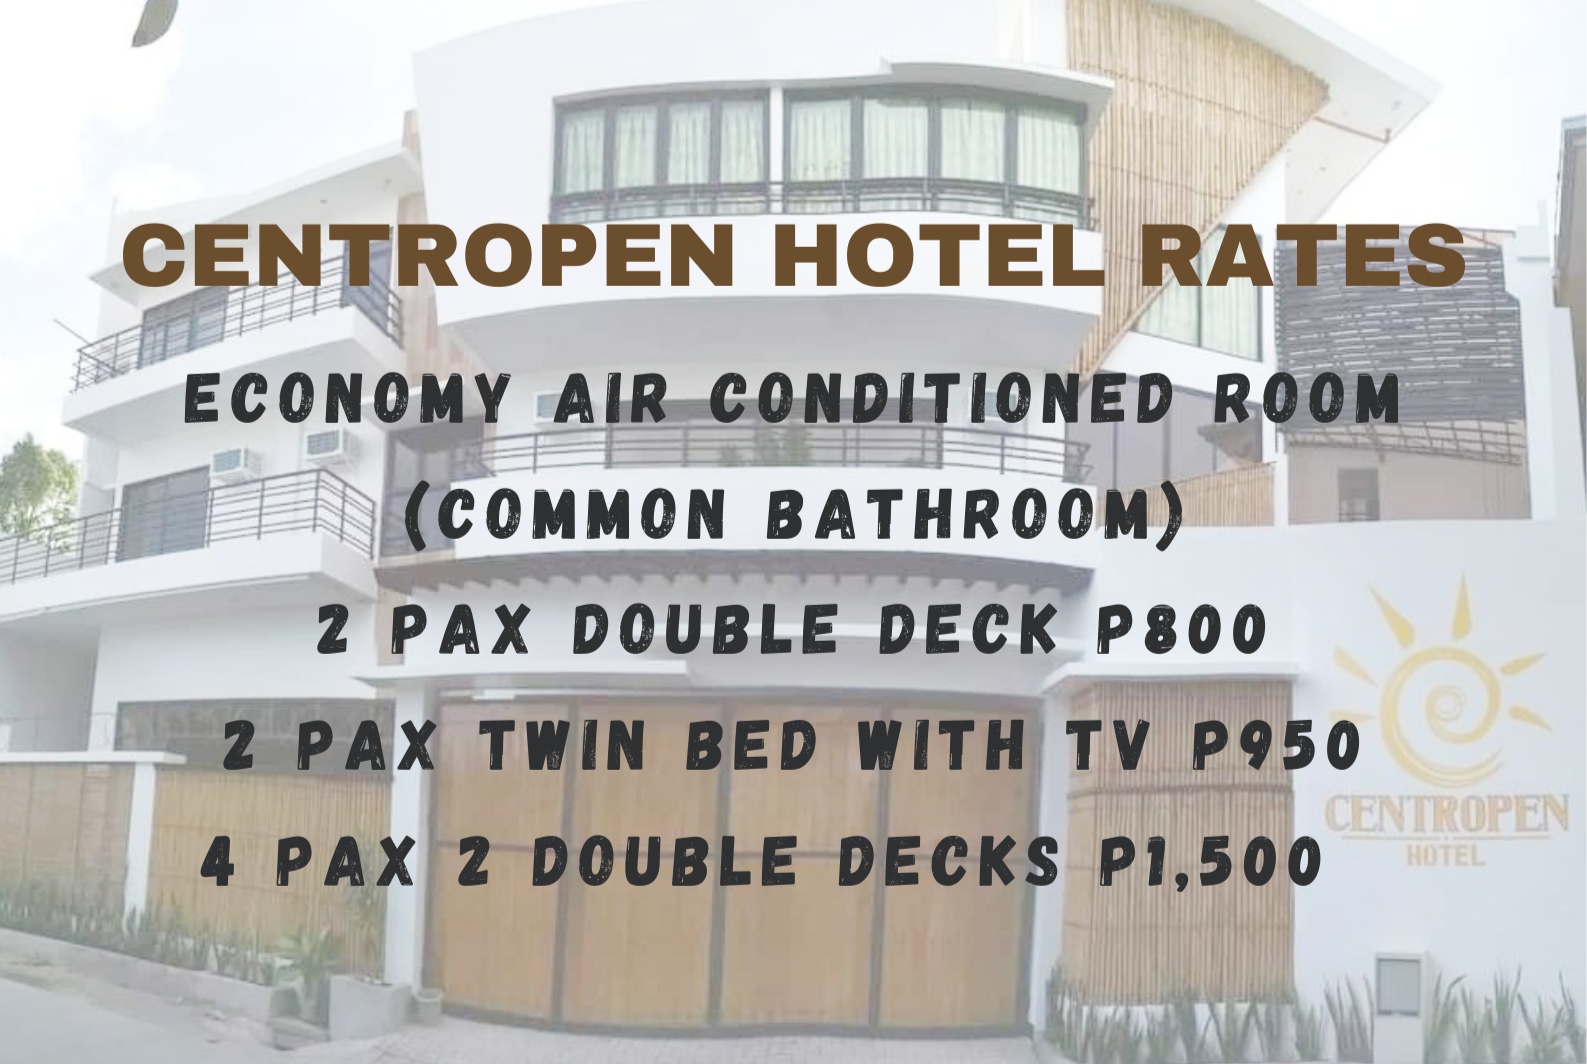 CENTROPEN HOTEL RATES
ECONOMY AIR CONDITIONED ROOM
(COMMON BATHROOM)
2 PAX DOUBLE DECK P800
2 PAX TWIN BED WITH TV P950
4 PAX 2 DOUBLE DECKS P1,500
CENTROPEN
HOTEL